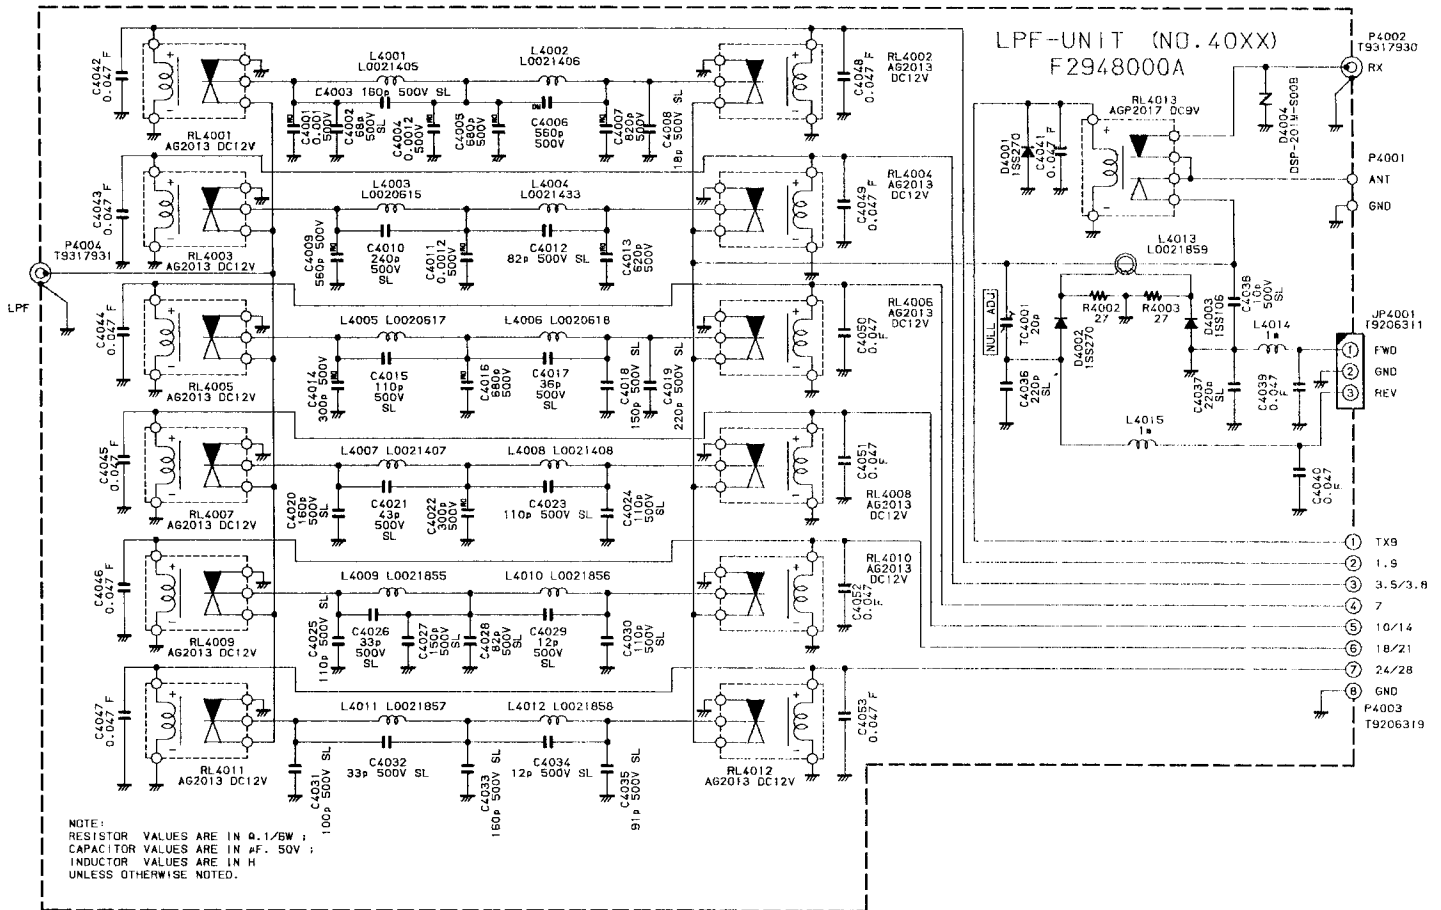 LPF-UNIT (NO.40XX)
F2948000A
P4002
T9317930
RX
P4001
ANT
GND
C4042
0.047 F
RL4001
AG2013 DC12V
L4001
L0021405
L4002
L0021406
C4003 160p 500V SL
C4001
0.001
500V
C4002
68p
500V
SL
C4004
0.0012
500V
C4005
680p
500V
C4006
560p
500V
C4007
820p
500V
C4008
18p 500V SL
RL4002
AG2013
DC12V
C4048
0.047 F
D4001
1SS270
C4041
0.047 F
RL4013
AGP2017 DC9V
D4004
DSP-201M-S00B
C4043
0.047 F
P4004
T9317931
LPF
RL4003
AG2013 DC12V
L4003
L0020615
L4004
L0021433
C4009
560p 500V
C4010
240p
500V
SL
C4011
0.0012
500V
C4012
82p 500V SL
C4013
620p
500V
RL4004
AG2013
DC12V
C4049
0.047 F
L4013
L0021859
C4044
0.047 F
RL4005
AG2013 DC12V
L4005 L0020617
L4006 L0020618
C4014
300p 500V
C4015
110p
500V
SL
C4016
680p
500V
C4017
36p
500V
SL
C4018
150p 500V SL
C4019
220p 500V SL
RL4006
AG2013
DC12V
C4050
0.047
F
NULL ADJ
TC4001
20p
C4036
220p
SL
D4002
1SS270
R4002
27
R4003
27
D4003
1SS106
C4038
10p
500V
SL
L4014
1m
C4037
220p
SL
C4039
0.047
F
JP4001
T9206311
1 FWD
2 GND
3 REV
L4015
1m
C4040
0.047
F
C4045
0.047 F
RL4007
AG2013 DC12V
L4007 L0021407
L4008 L0021408
C4020
160p
500V
SL
C4021
43p
500V
SL
C4022
300p
500V
C4023
110p 500V SL
C4024
110p
500V
SL
RL4008
AG2013
DC12V
C4051
0.047
F
C4046
0.047 F
RL4009
AG2013 DC12V
L4009 L0021855
L4010 L0021856
C4025
110p 500V SL
C4026
33p
500V
SL
C4027
150p
500V
SL
C4028
82p
500V
SL
C4029
12p
500V
SL
C4030
110p
500V
SL
RL4010
AG2013
DC12V
C4052
0.047
F
C4047
0.047 F
RL4011
AG2013 DC12V
L4011 L0021857
L4012 L0021858
C4031
100p 500V SL
C4032
33p 500V SL
C4033
160p 500V SL
C4034
12p 500V SL
C4035
91p 500V SL
RL4012
AG2013 DC12V
C4053
0.047 F
1 TX9
2 1.9
3 3.5/3.8
4 7
5 10/14
6 18/21
7 24/28
8 GND
P4003
T9206319
NOTE:
RESISTOR VALUES ARE IN Ω.1/6W ;
CAPACITOR VALUES ARE IN µF. 50V ;
INDUCTOR VALUES ARE IN H
UNLESS OTHERWISE NOTED.